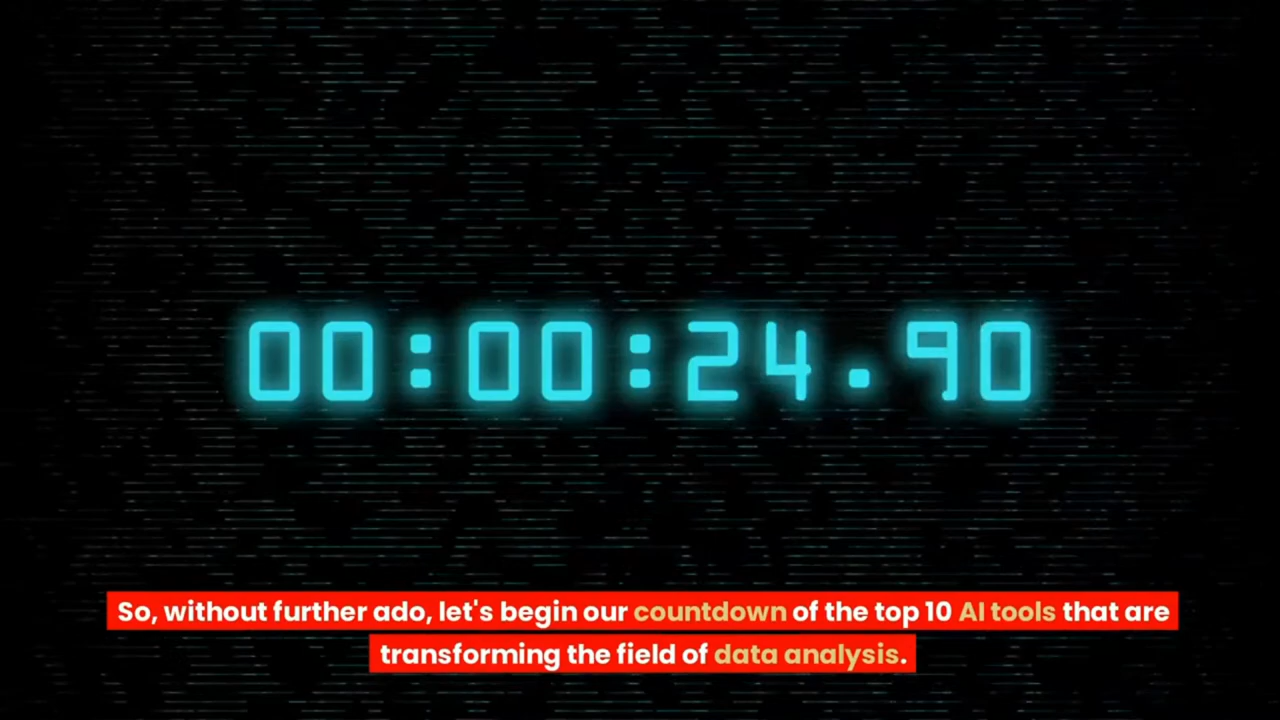 00:00:24.90
So, without further ado, let's begin our countdown of the top 10 AI tools that are
transforming the field of data analysis.